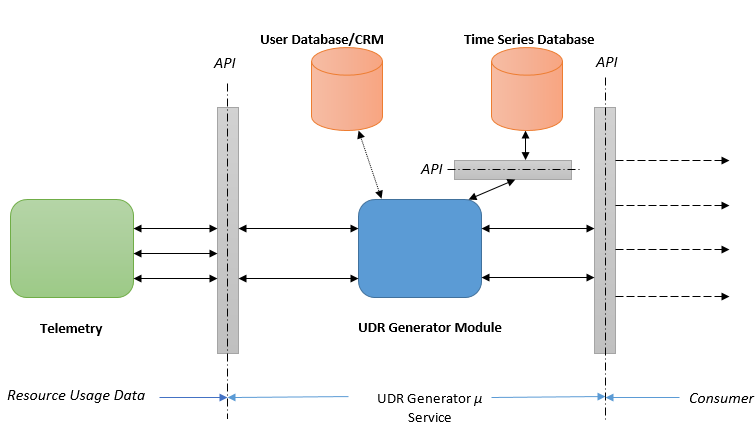 User Database/CRM
Time Series Database
API
API
API
Telemetry
UDR Generator Module
Resource Usage Data
UDR Generator μ
Service
Consumer